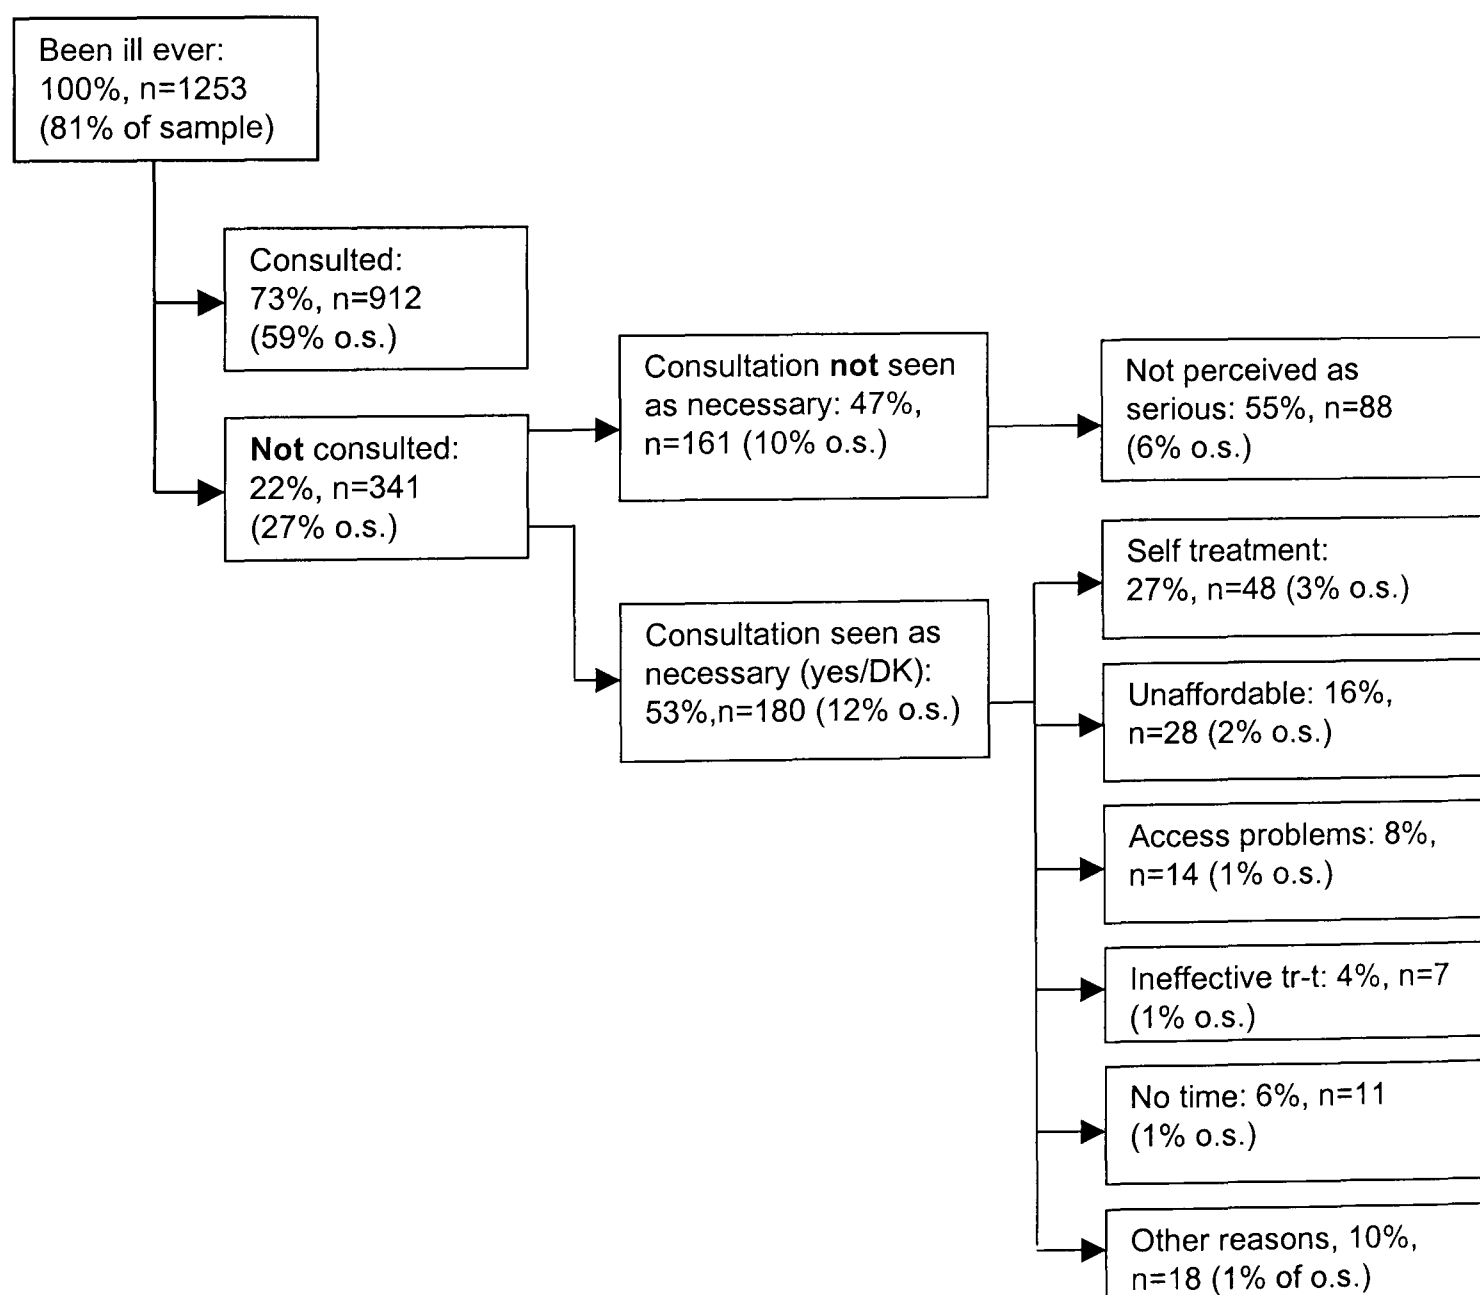 Been ill ever:
100%, n=1253
(81% of sample)
Consulted:
73%, n=912
(59% o.s.)
Not consulted:
22%, n=341
(27% o.s.)
Consultation not seen
as necessary: 47%,
n=161 (10% o.s.)
Consultation seen as
necessary (yes/DK):
53%,n=180 (12% o.s.)
Not perceived as
serious: 55%, n=88
(6% o.s.)
Self treatment:
27%, n=48 (3% o.s.)
Unaffordable: 16%,
n=28 (2% o.s.)
Access problems: 8%,
n=14 (1% o.s.)
Ineffective tr-t: 4%, n=7
(1% o.s.)
No time: 6%, n=11
(1% o.s.)
Other reasons, 10%,
n=18 (1% of o.s.)